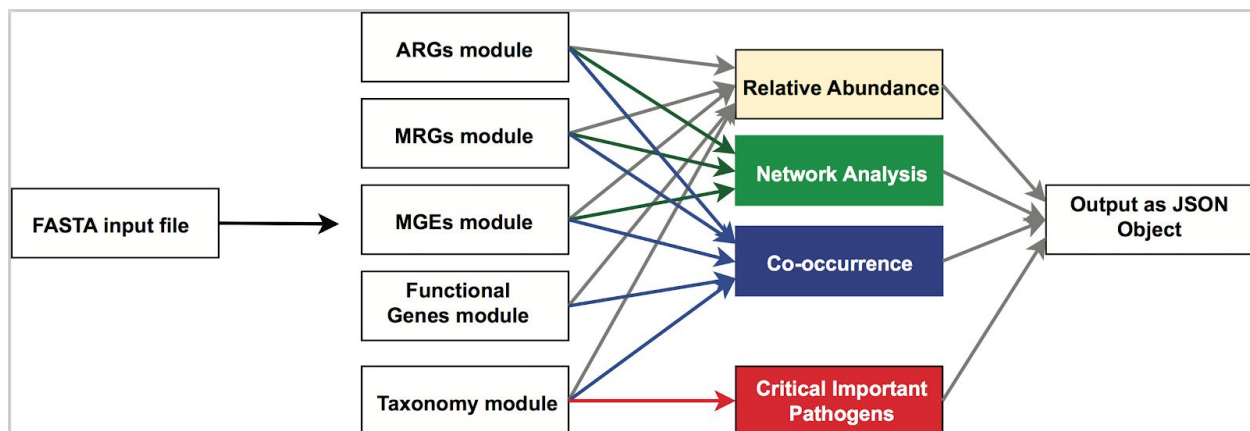 FASTA input file
ARGs module
MRGs module
MGEs module
Functional
Genes module
Taxonomy module
Relative Abundance
Network Analysis
Co-occurrence
Critical Important
Pathogens
Output as JSON
Object